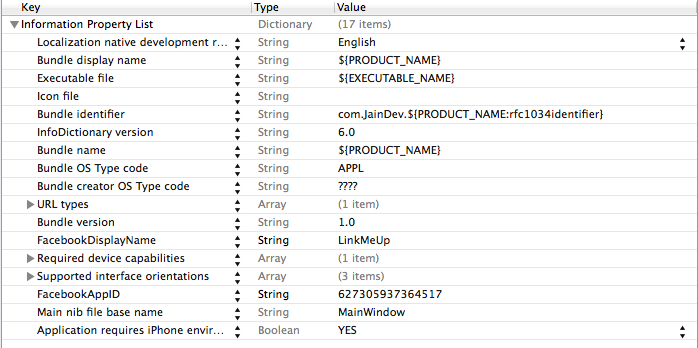 Key Type Value
Information Property List Dictionary (17 items)
Localization native development r... String English
Bundle display name String ${PRODUCT_NAME}
Executable file String ${EXECUTABLE_NAME}
Icon file String
Bundle identifier String com.JainDev.${PRODUCT_NAME:rfc1034identifier}
InfoDictionary version String 6.0
Bundle name String ${PRODUCT_NAME}
Bundle OS Type code String APPL
Bundle creator OS Type code String ????
URL types Array (1 item)
Bundle version String 1.0
FacebookDisplayName String LinkMeUp
Required device capabilities Array (1 item)
Supported interface orientations Array (3 items)
FacebookAppID String 627305937364517
Main nib file base name String MainWindow
Application requires iPhone envir... Boolean YES